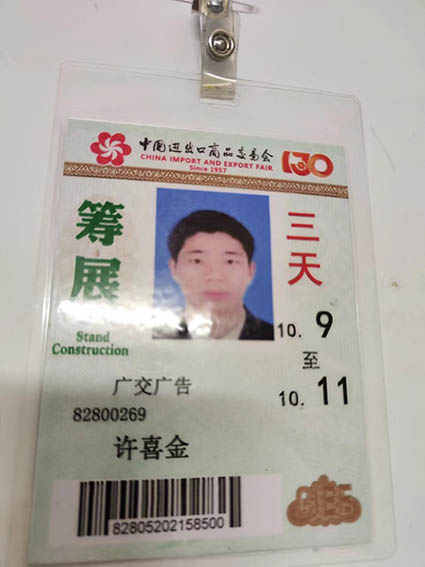 中国进出口商品交易会
CHINA IMPORT AND EXPORT FAIR
Since 1957
130
筹展
Stand
Construction
三天
10. 9
至
10. 11
广交广告
82800269
许喜金
82805202158500